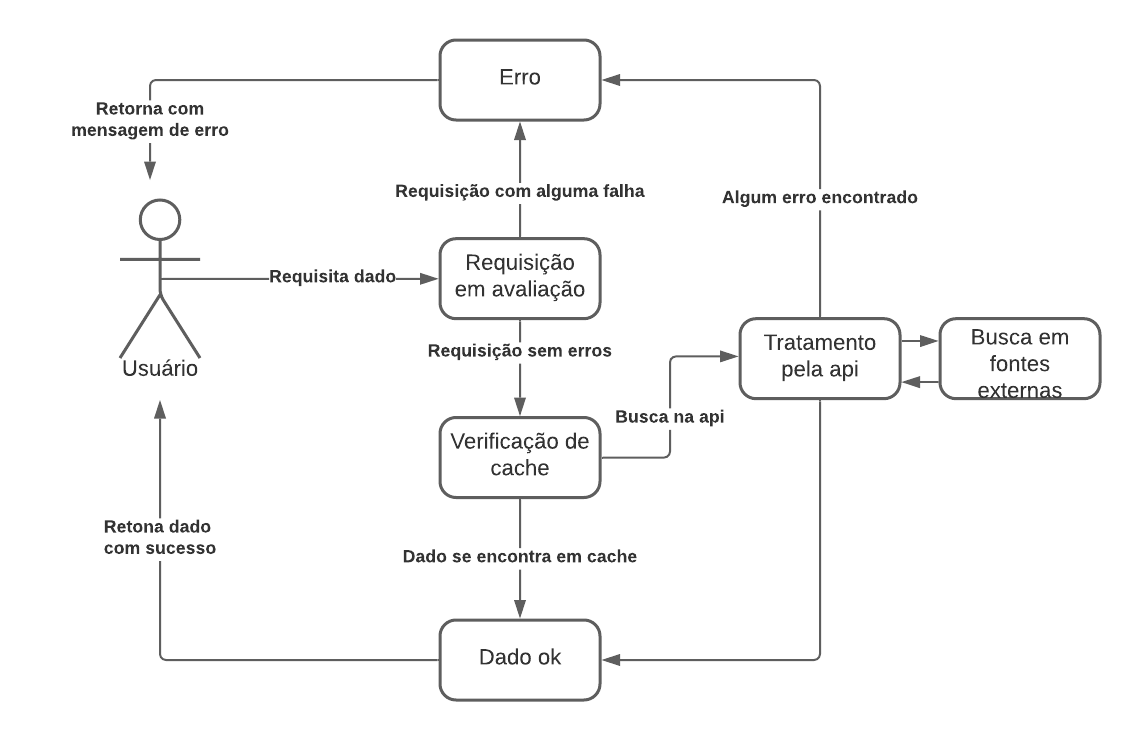 Erro
Retorna com
mensagem de erro
Requisição com alguma falha
Algum erro encontrado
Requisição
em avaliação
Requisita dado
Usuário
Requisição sem erros
Tratamento
pela api
Busca em
fontes
externas
Busca na api
Verificação de
cache
Retona dado
com sucesso
Dado se encontra em cache
Dado ok